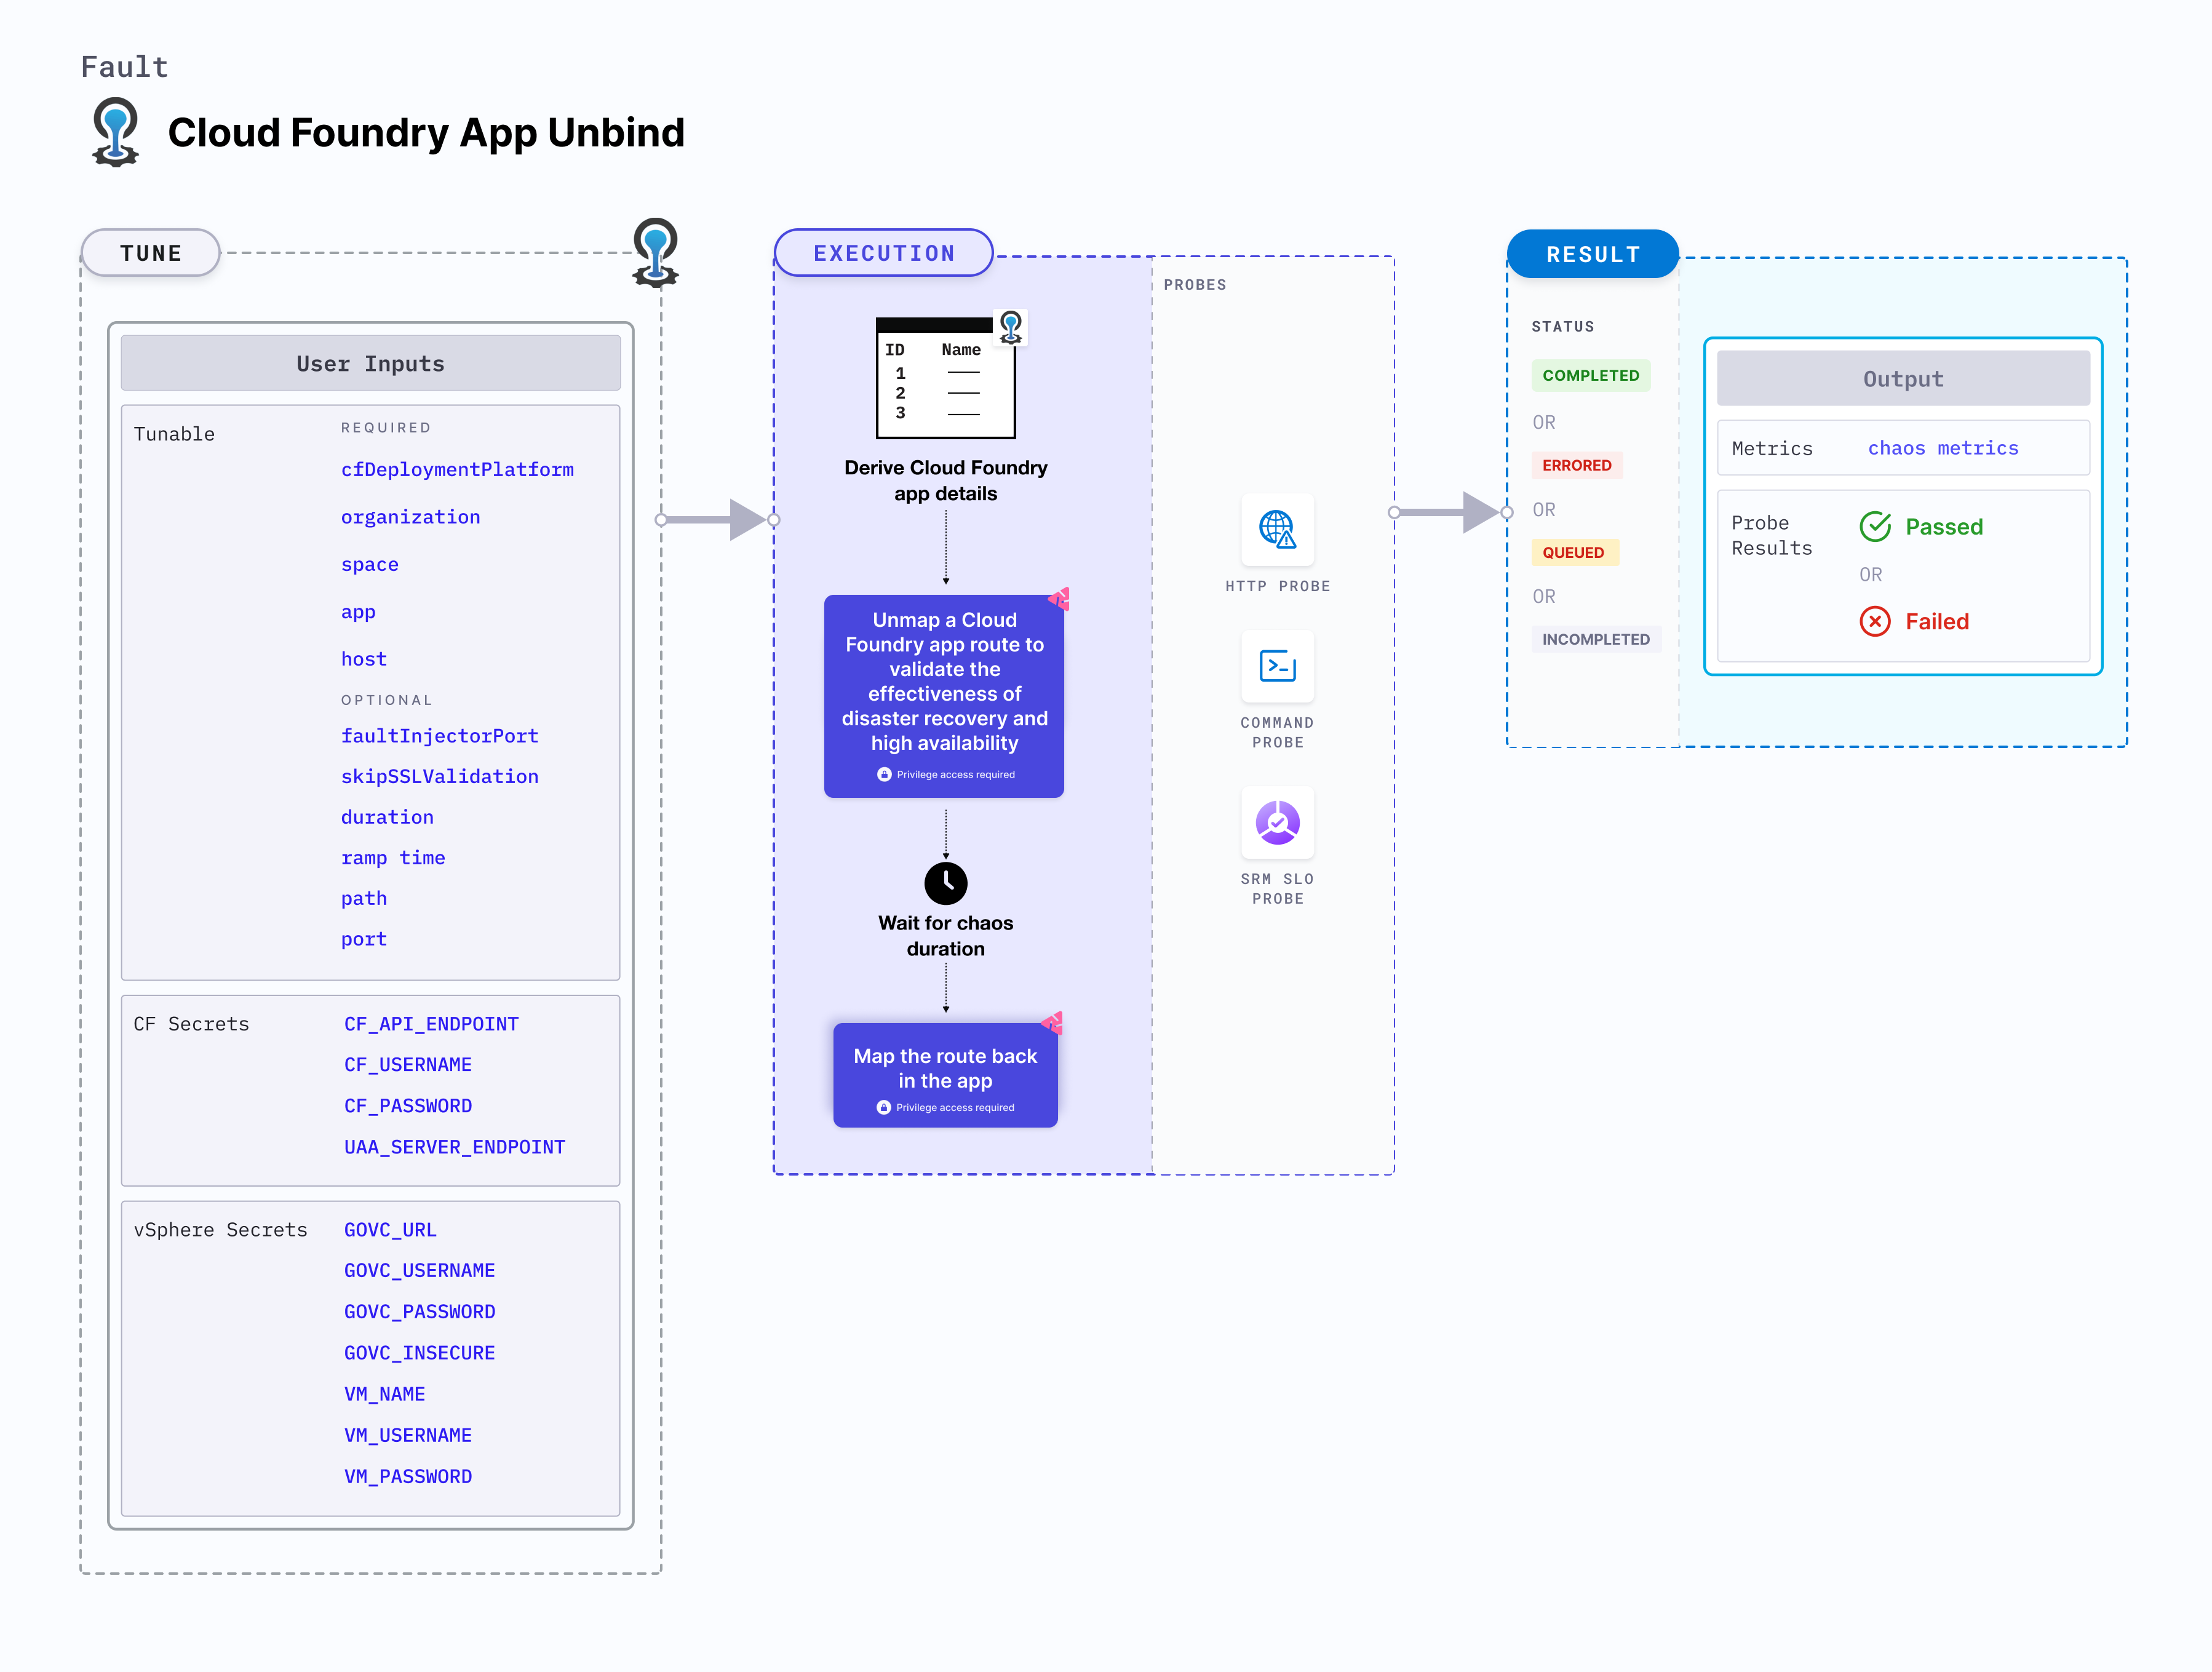 Fault
Cloud Foundry App Unbind
TUNE
User Inputs
Tunable
REQUIRED
cfDeploymentPlatform
organization
space
app
host
OPTIONAL
faultInjectorPort
skipSSLValidation
duration
ramp time
path
port
CF Secrets
CF_API_ENDPOINT
CF_USERNAME
CF_PASSWORD
UAA_SERVER_ENDPOINT
vSphere Secrets
GOVC_URL
GOVC_USERNAME
GOVC_PASSWORD
GOVC_INSECURE
VM_NAME
VM_USERNAME
VM_PASSWORD
EXECUTION
ID Name
1
2
3
Derive Cloud Foundry
app details
Unmap a Cloud
Foundry app route to
validate the
effectiveness of
disaster recovery and
high availability
Privilege access required
Wait for chaos
duration
Map the route back
in the app
Privilege access required
PROBES
HTTP PROBE
COMMAND
PROBE
SRM SLO
PROBE
RESULT
STATUS
COMPLETED
OR
ERRORED
OR
QUEUED
OR
INCOMPLETED
Output
Metrics chaos metrics
Probe
Results
Passed
OR
Failed